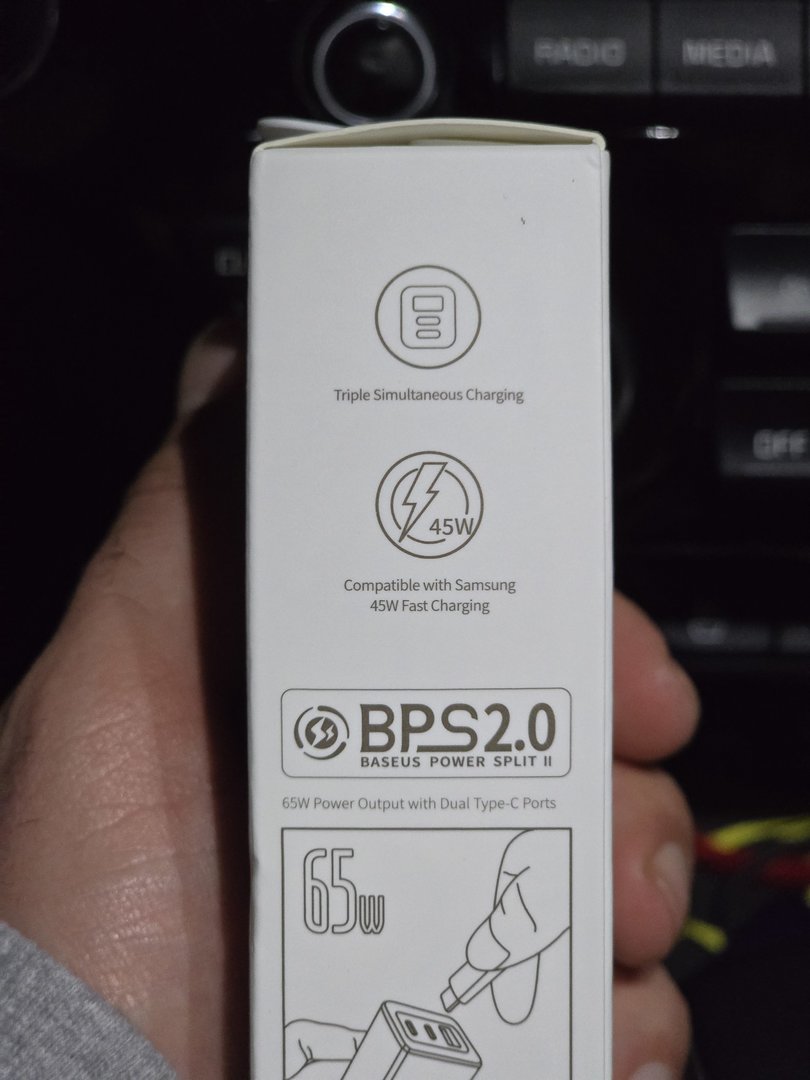 RADIO MEDIA
Triple Simultaneous Charging
45W
Compatible with Samsung
45W Fast Charging
BPS2.0
BASEUS POWER SPLIT II
65W Power Output with Dual Type-C Ports
65W
OFF